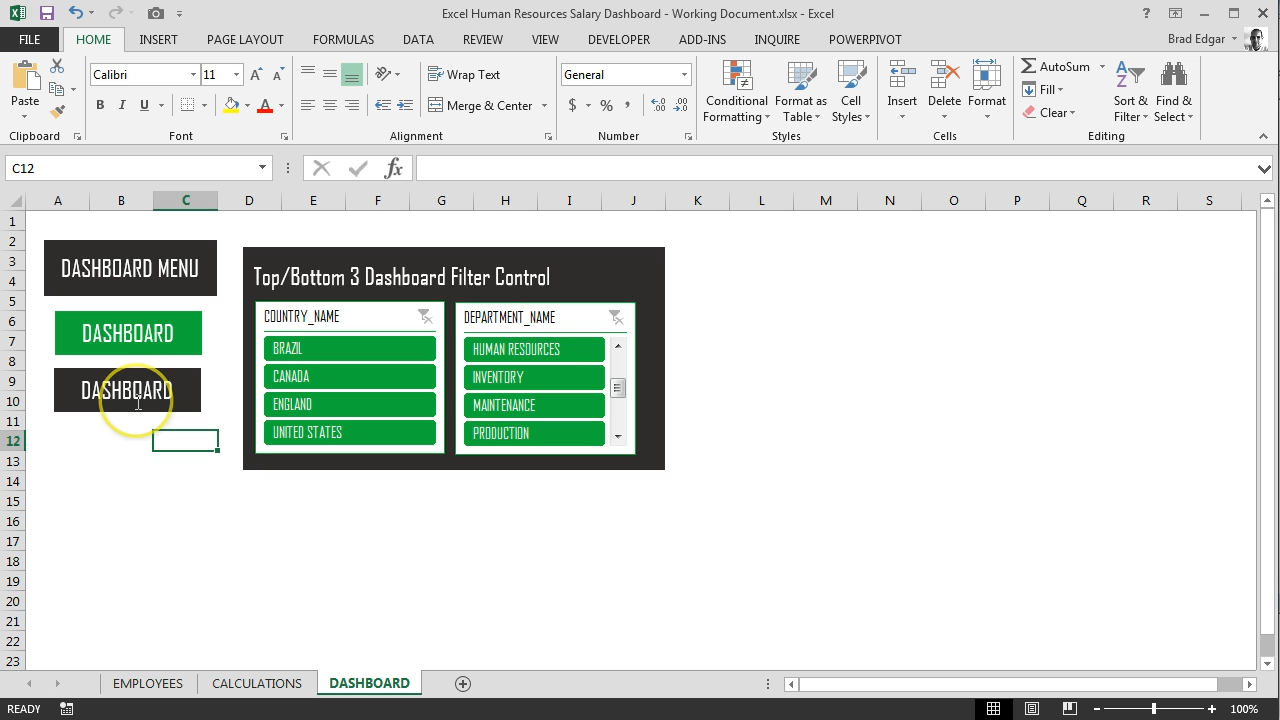 Excel Human Resources Salary Dashboard - Working Document.xlsx - Excel
FILE HOME INSERT PAGE LAYOUT FORMULAS DATA REVIEW VIEW DEVELOPER ADD-INS INQUIRE POWERPIVOT Brad Edgar
Paste
Clipboard
Calibri 11
B I U
Font
Wrap Text
Merge & Center
Alignment
General
$ % ,
Number
Conditional Formatting
Format as Table
Cell Styles
Styles
Insert Delete Format
Cells
AutoSum
Fill
Clear
Sort & Filter
Find & Select
Editing
C12
fx
A B C D E F G H I J K L M N O P Q R S
1
2
3
4
5
6
7
8
9
10
11
12
13
14
15
16
17
18
19
20
21
22
23
DASHBOARD MENU
DASHBOARD
DASHBOARD
Top/Bottom 3 Dashboard Filter Control
COUNTRY_NAME
BRAZIL
CANADA
ENGLAND
UNITED STATES
DEPARTMENT_NAME
HUMAN RESOURCES
INVENTORY
MAINTENANCE
PRODUCTION
EMPLOYEES CALCULATIONS DASHBOARD
READY
100%